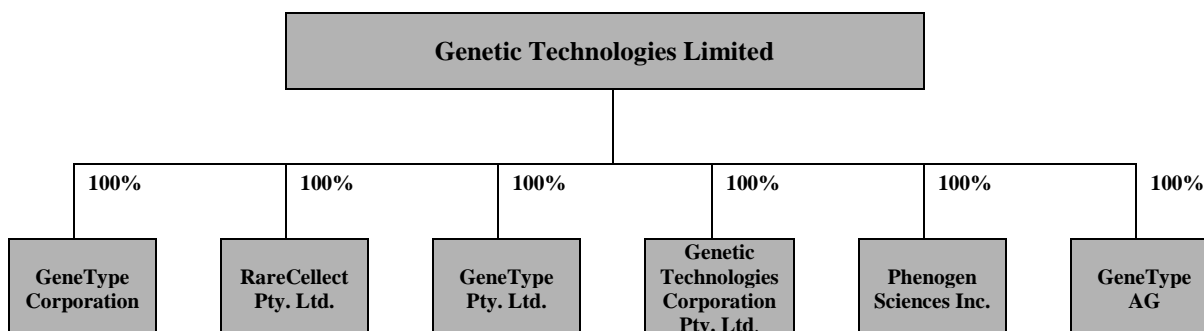 Genetic Technologies Limited
100% 100% 100% 100% 100% 100%
GeneType
Corporation
RareCellect
Pty. Ltd.
GeneType
Pty. Ltd.
Genetic
Technologies
Corporation
Pty. Ltd.
Phenogen
Sciences Inc.
GeneType
AG